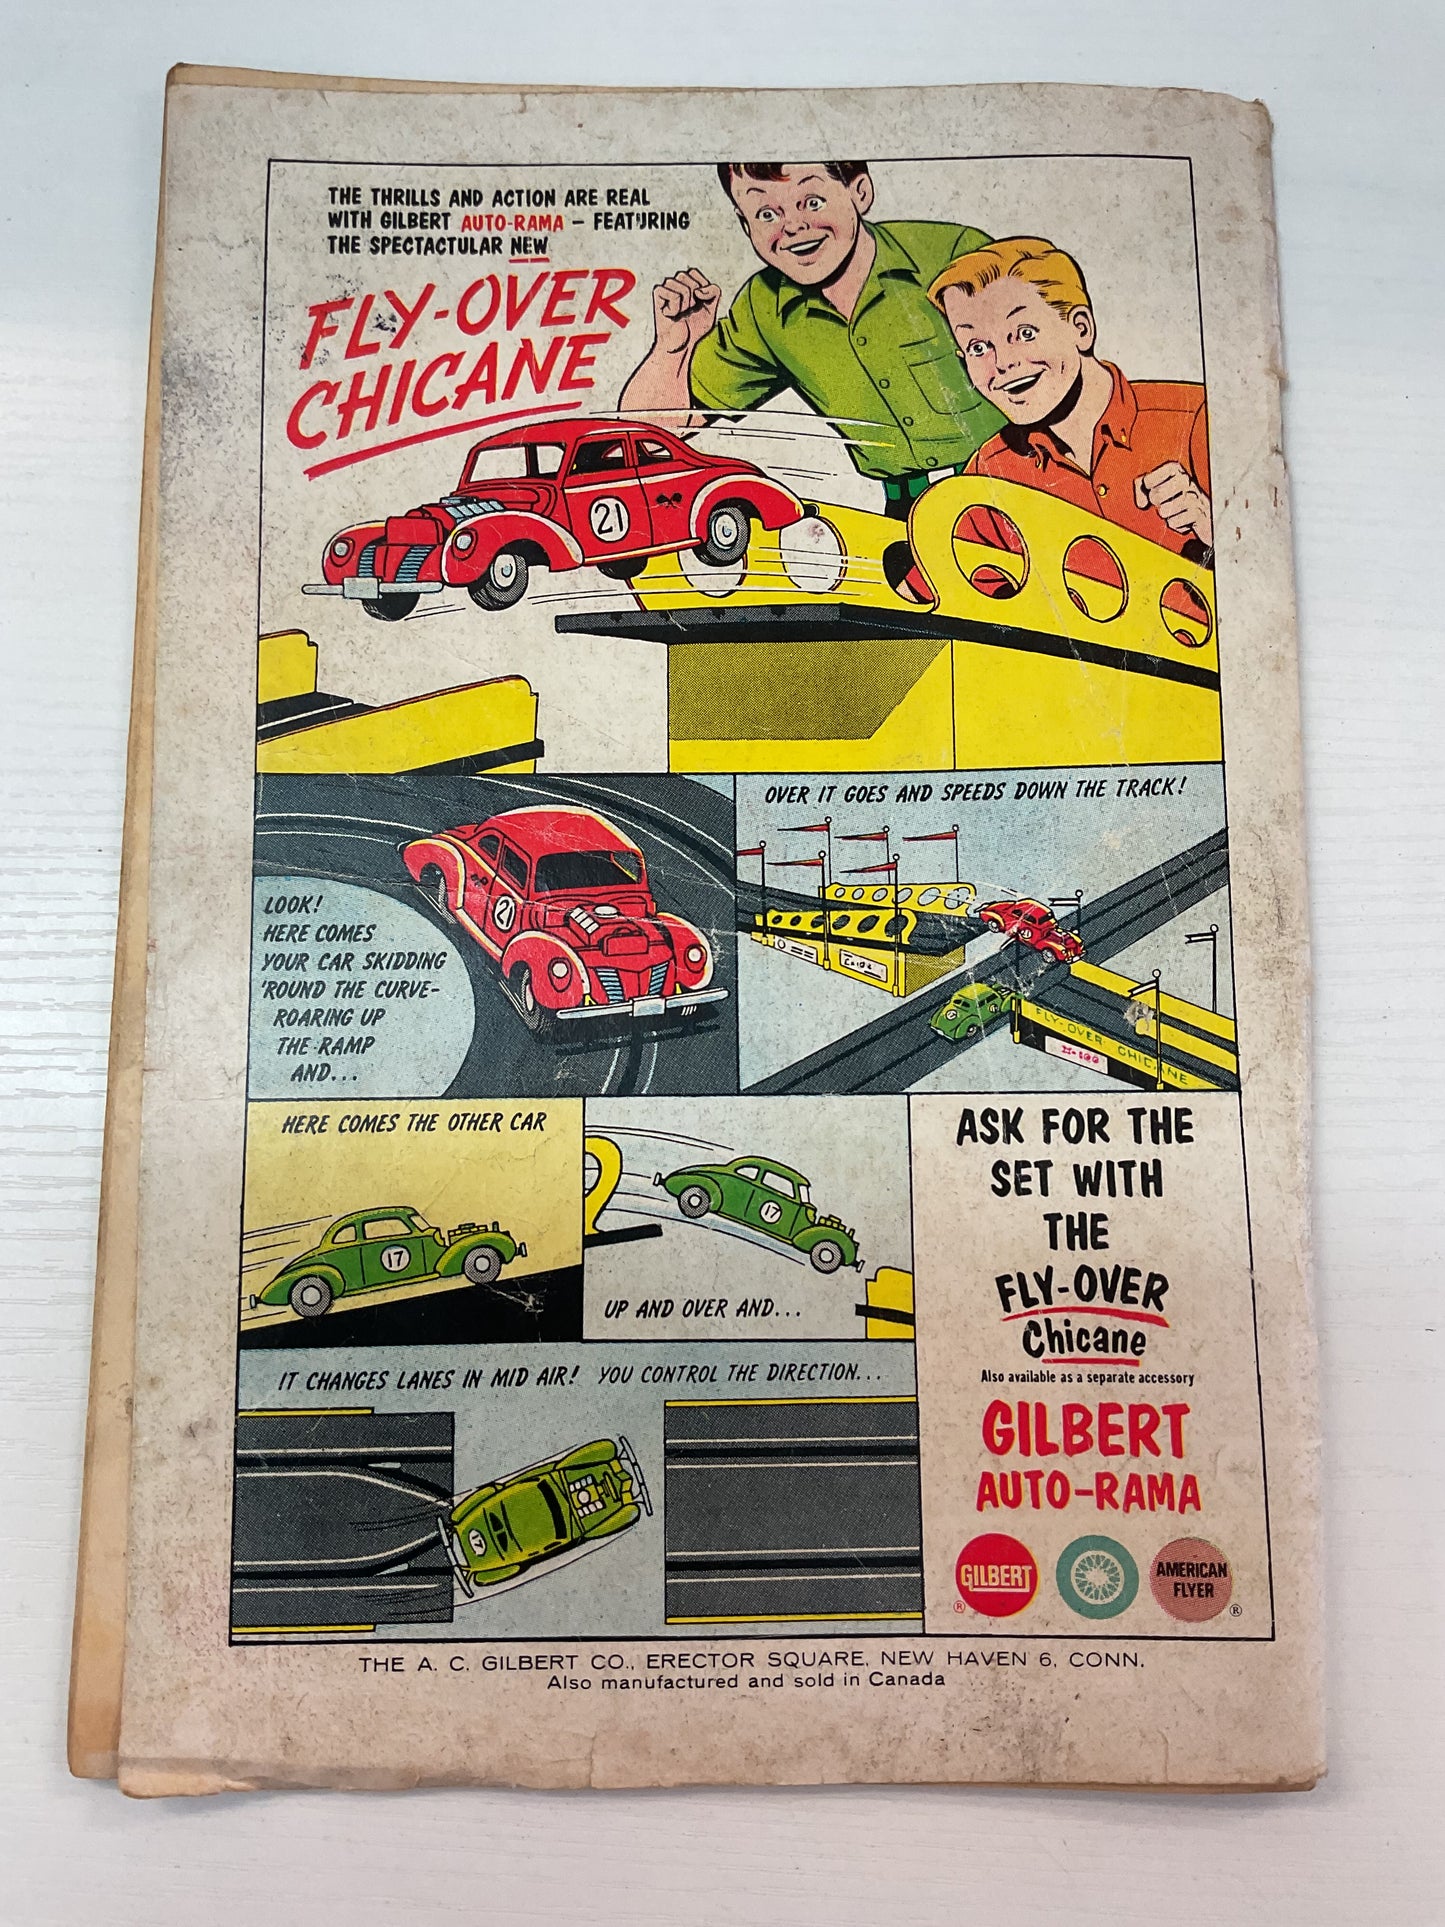 THE THRILLS AND ACTION ARE REAL
WITH GILBERT AUTO-RAMA – FEATURING
THE SPECTACTULAR NEW
FLY-OVER
CHICANE
21
LOOK!
HERE COMES
YOUR CAR SKIDDING
'ROUND THE CURVE-
ROARING UP
THE RAMP
AND...
21
OVER IT GOES AND SPEEDS DOWN THE TRACK!
FLY-OVER CHICANE
HERE COMES THE OTHER CAR
17
17
UP AND OVER AND...
IT CHANGES LANES IN MID AIR! YOU CONTROL THE DIRECTION...
17
ASK FOR THE
SET WITH
THE
FLY-OVER
Chicane
Also available as a separate accessory
GILBERT
AUTO-RAMA
GILBERT
®
AMERICAN
FLYER
®
THE A. C. GILBERT CO., ERECTOR SQUARE, NEW HAVEN 6, CONN.
Also manufactured and sold in Canada